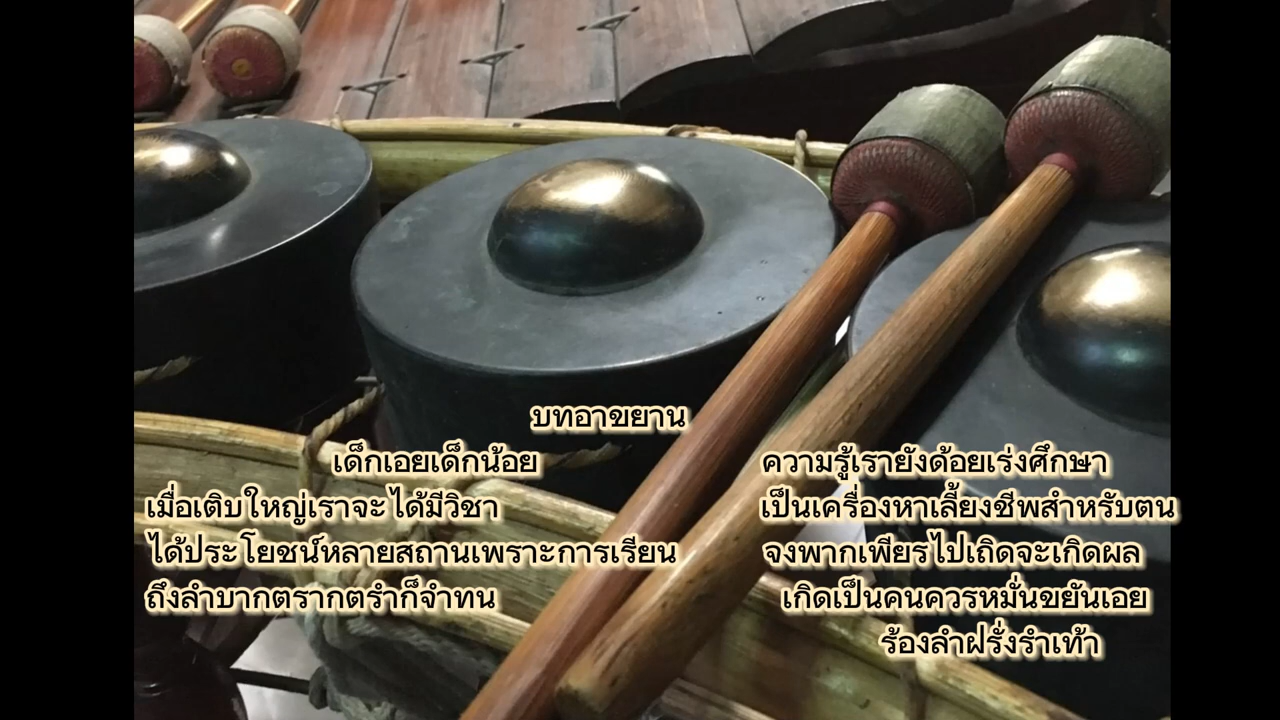 บทอาขยาน
เด็กเอยเด็กน้อย ความรู้เรายังด้อยเร่งศึกษา
เมื่อเติบใหญ่เราจะได้มีวิชา เป็นเครื่องหาเลี้ยงชีพสำหรับตน
ได้ประโยชน์หลายสถานเพราะการเรียน จงพากเพียรไปเถิดจะเกิดผล
ถึงลำบากตรากตรำก็จำทน เกิดเป็นคนควรหมั่นขยันเอย
ร้องลำฝรั่งรำเท้า